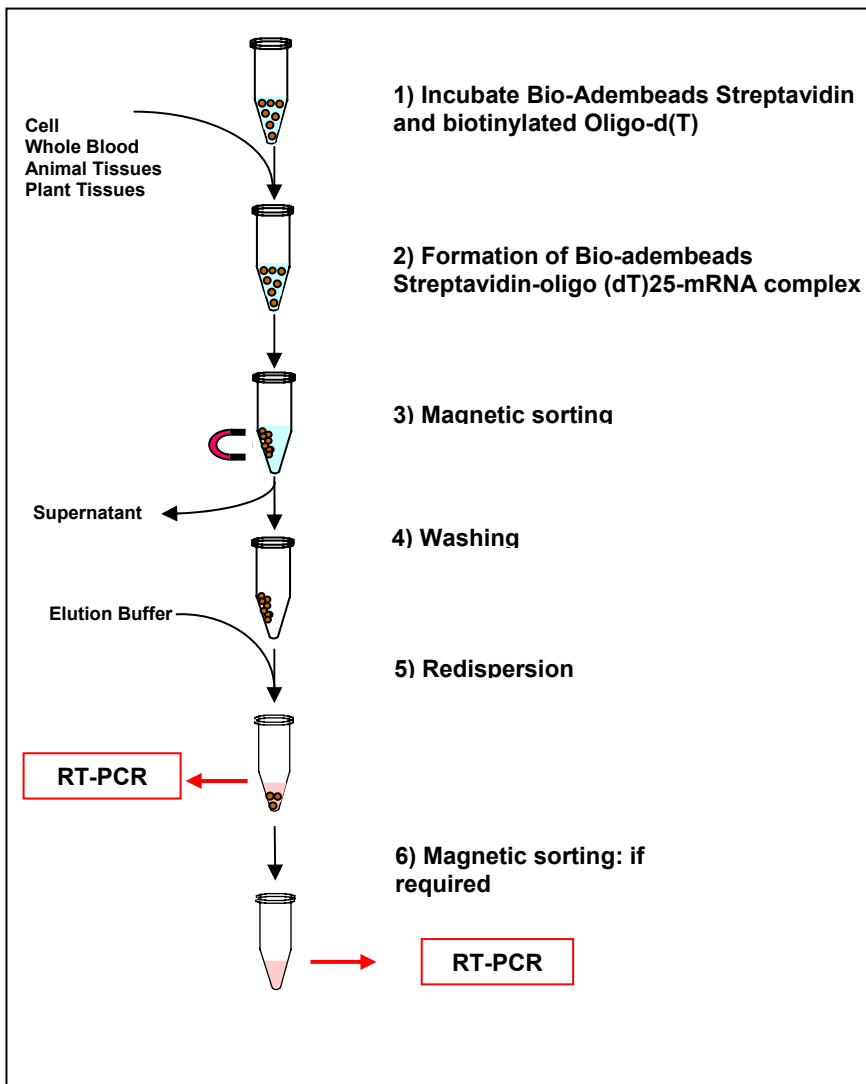 1) Incubate Bio-Adembeads Streptavidin
and biotinylated Oligo-d(T)
Cell
Whole Blood
Animal Tissues
Plant Tissues
2) Formation of Bio-adembeads
Streptavidin-oligo (dT)25-mRNA complex
3) Magnetic sorting
Supernatant
4) Washing
Elution Buffer
5) Redispersion
RT-PCR
6) Magnetic sorting: if
required
RT-PCR